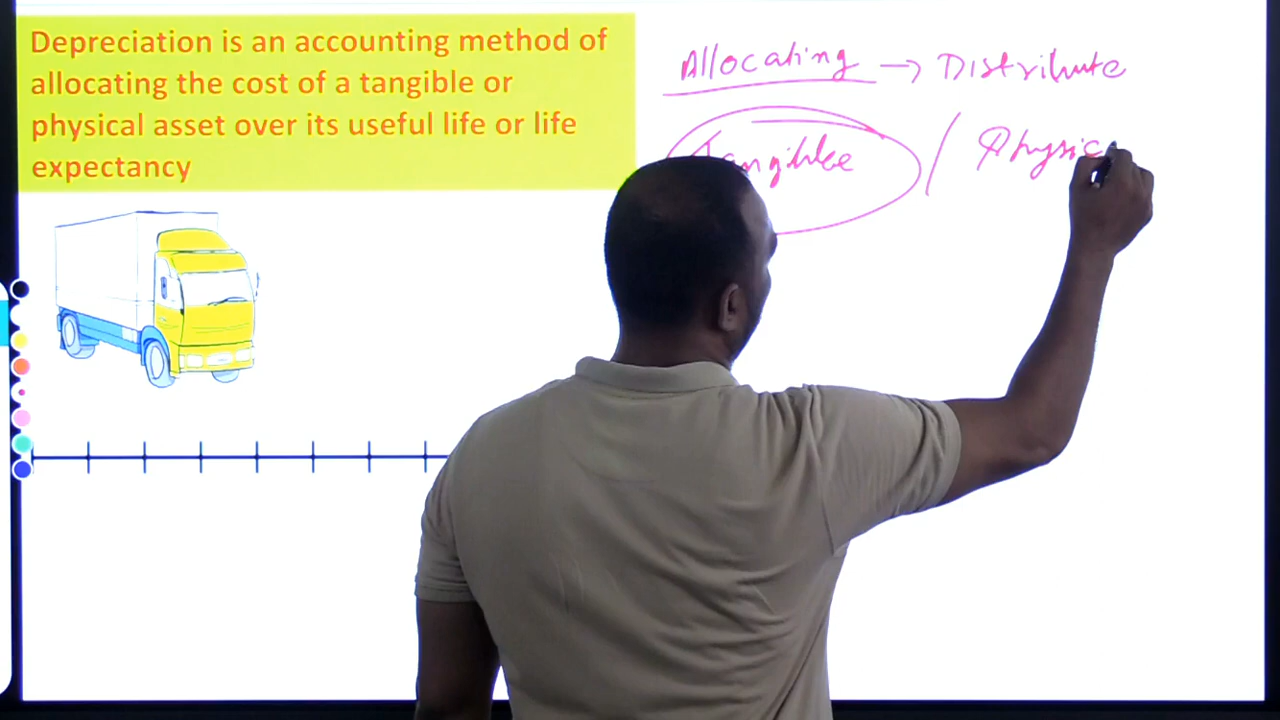 Depreciation is an accounting method of
allocating the cost of a tangible or
physical asset over its useful life or life
expectancy
Allocating → Distribute
Tangible / Physic